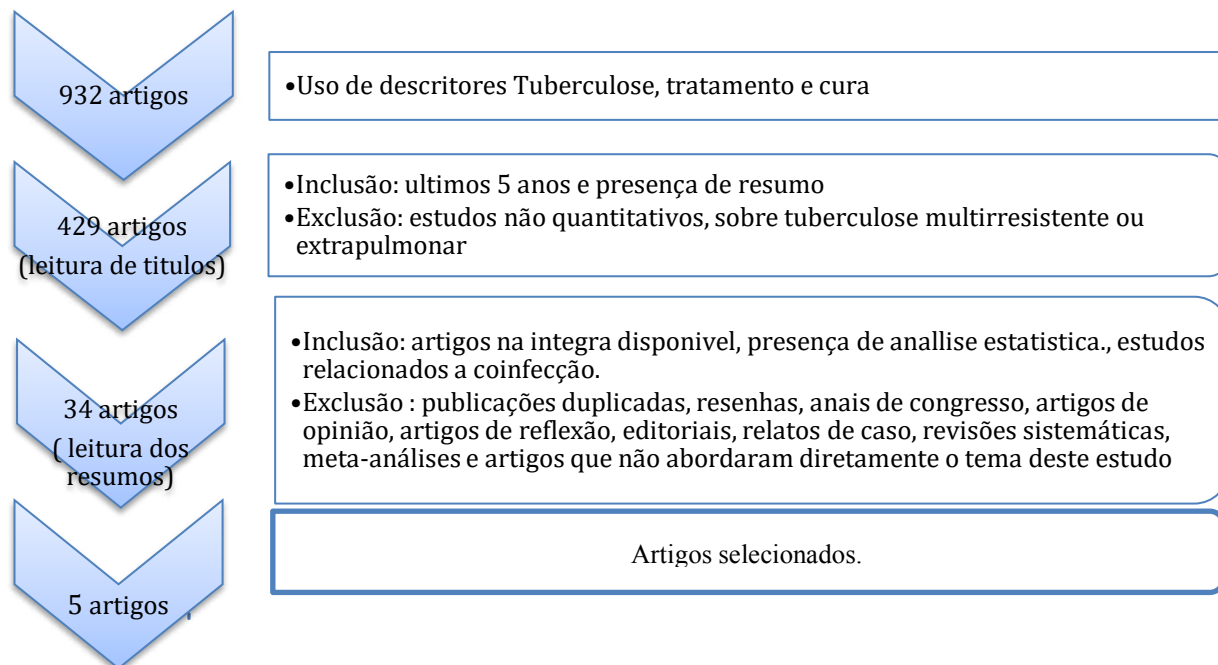 932 artigos
•Uso de descritores Tuberculose, tratamento e cura
429 artigos
(leitura de titulos)
•Inclusão: ultimos 5 anos e presença de resumo
•Exclusão: estudos não quantitativos, sobre tuberculose multirresistente ou
extrapulmonar
34 artigos
( leitura dos
resumos)
•Inclusão: artigos na integra disponivel, presença de anallise estatistica., estudos
relacionados a coinfecção.
•Exclusão : publicações duplicadas, resenhas, anais de congresso, artigos de
opinião, artigos de reflexão, editoriais, relatos de caso, revisões sistemáticas,
meta-análises e artigos que não abordaram diretamente o tema deste estudo
5 artigos
Artigos selecionados.